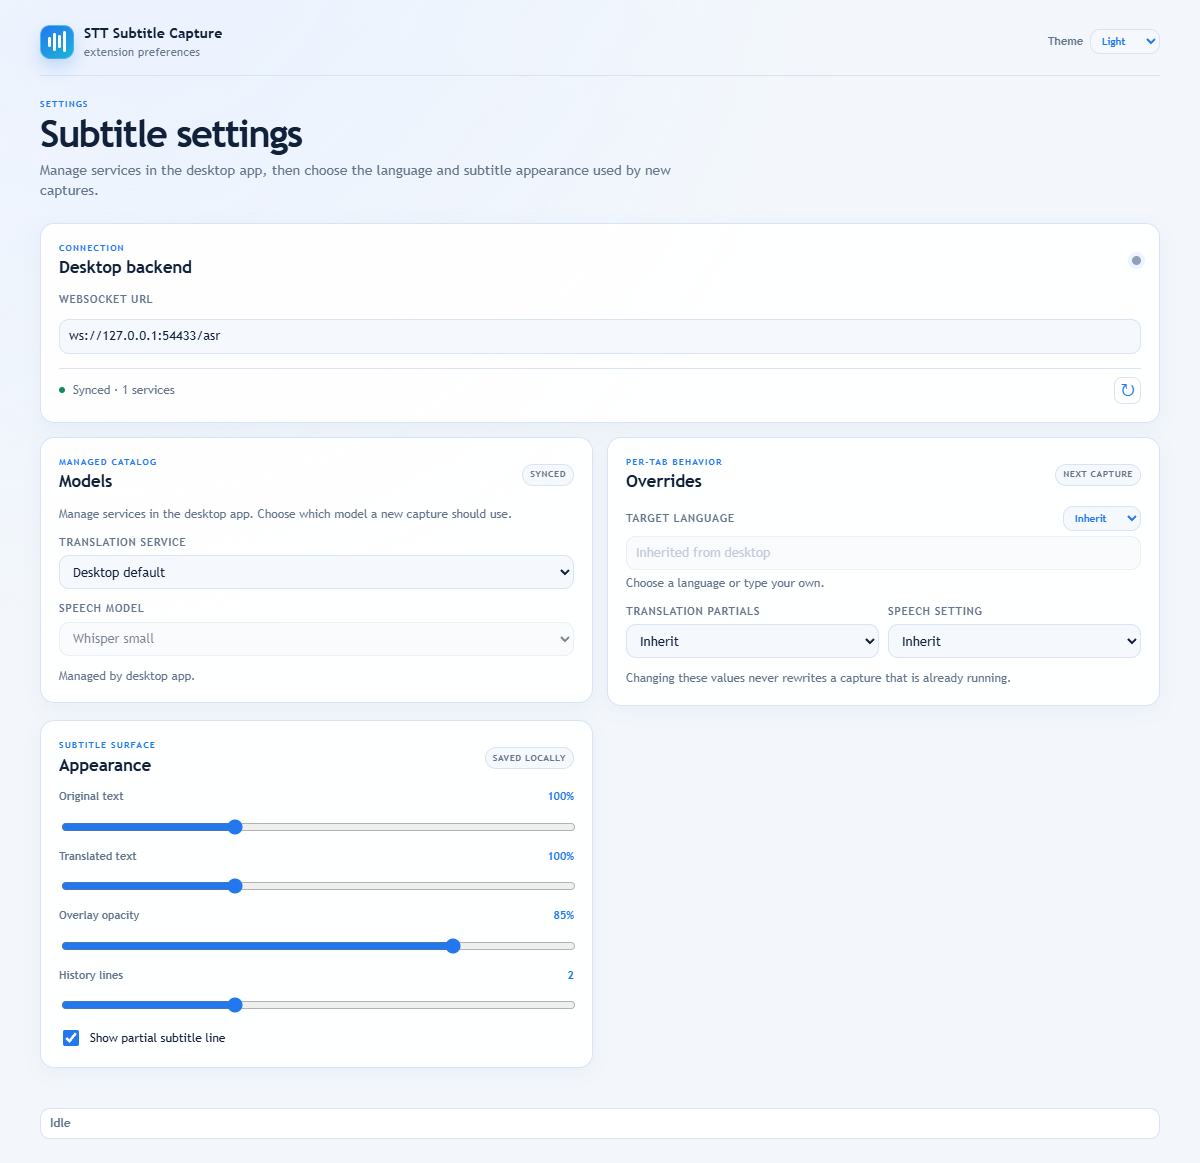 STT Subtitle Capture
extension preferences
Theme
Light
SETTINGS
Subtitle settings
Manage services in the desktop app, then choose the language and subtitle appearance used by new
captures.
CONNECTION
Desktop backend
WEBSOCKET URL
ws://127.0.0.1:54433/asr
Synced · 1 services
MANAGED CATALOG
Models
SYNCED
Manage services in the desktop app. Choose which model a new capture should use.
TRANSLATION SERVICE
Desktop default
SPEECH MODEL
Whisper small
Managed by desktop app.
PER-TAB BEHAVIOR
Overrides
NEXT CAPTURE
TARGET LANGUAGE
Inherit
Inherited from desktop
Choose a language or type your own.
TRANSLATION PARTIALS
SPEECH SETTING
Inherit
Inherit
Changing these values never rewrites a capture that is already running.
SUBTITLE SURFACE
Appearance
SAVED LOCALLY
Original text
100%
Translated text
100%
Overlay opacity
85%
History lines
2
Show partial subtitle line
Idle